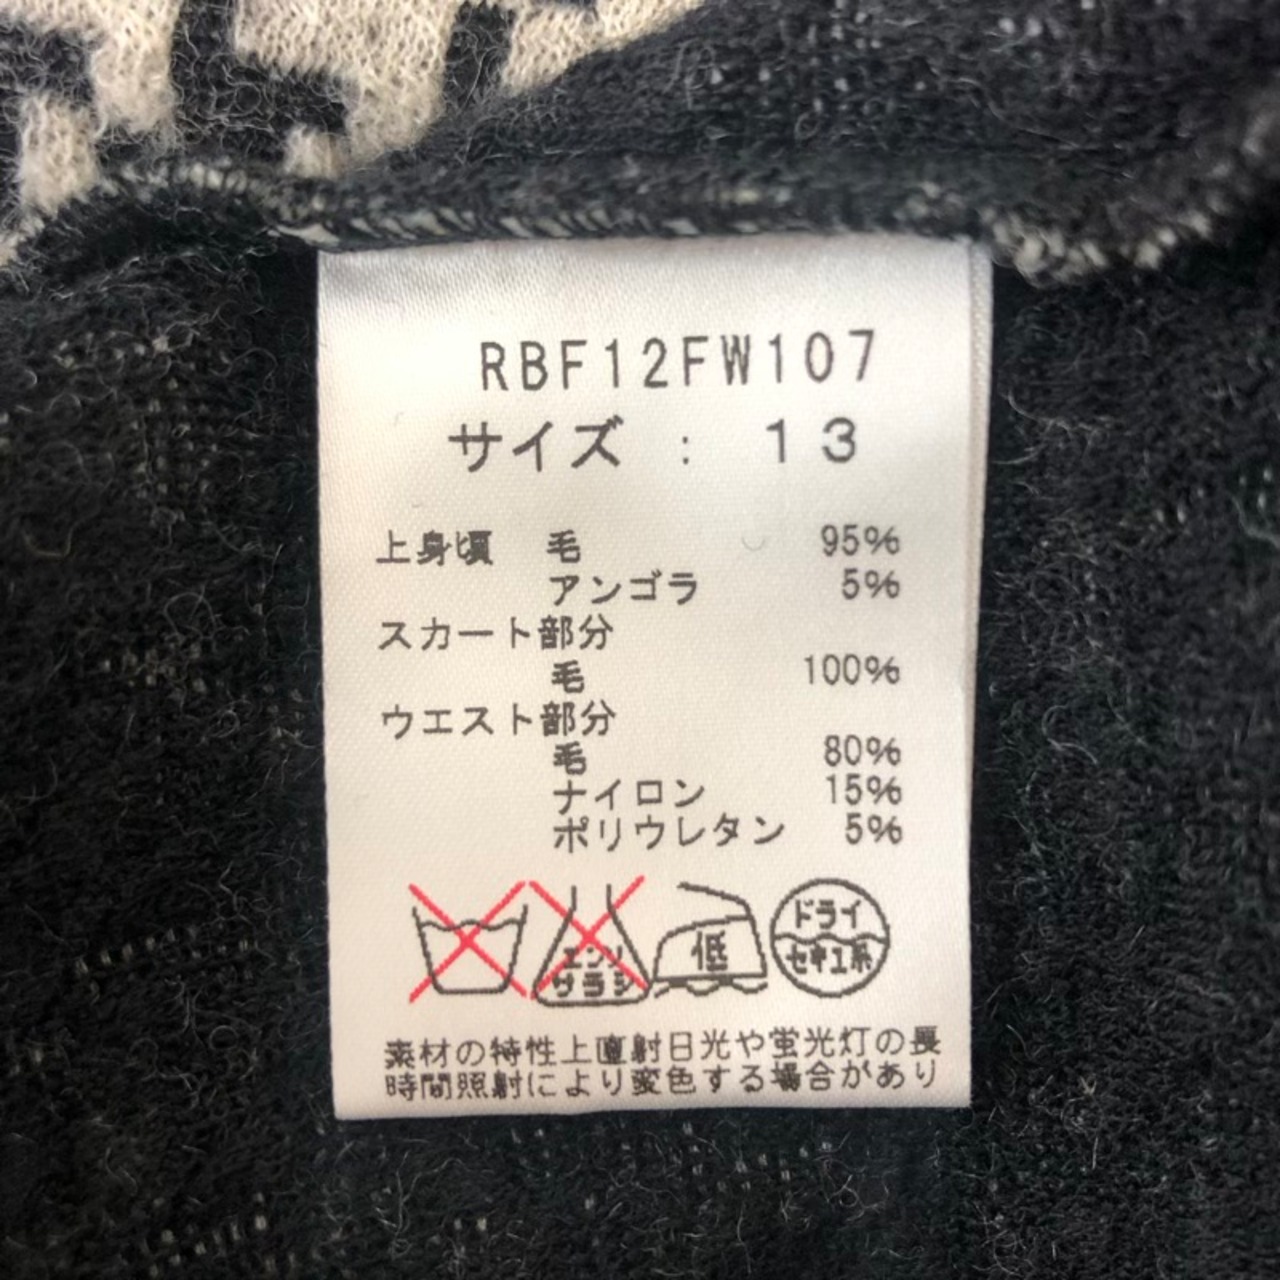 RBF12FW107
サイズ : 13
上身頃 毛 95%
アンゴラ 5%
スカート部分
毛 100%
ウエスト部分
毛 80%
ナイロン 15%
ポリウレタン 5%
エンソ
サラシ
低
ドライ
セキユ系
素材の特性上直射日光や蛍光灯の長
時間照射により変色する場合があり